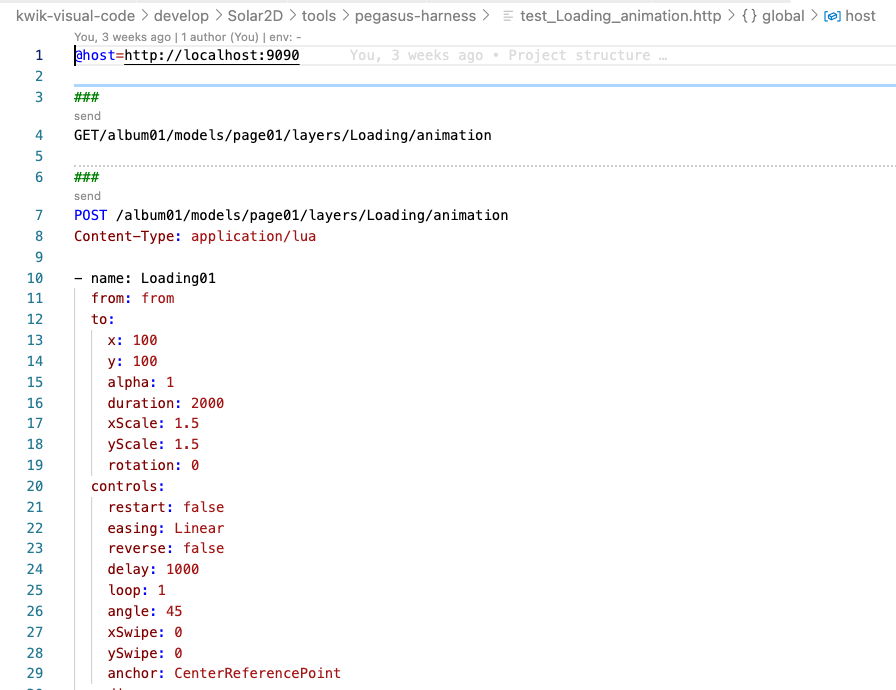 kwik-visual-code > develop > Solar2D > tools > pegasus-harness > test_Loading_animation.http > {} global > host
You, 3 weeks ago | 1 author (You) | env: -
1 @host=http://localhost:9090 You, 3 weeks ago • Project structure …
2
3 ###
send
4 GET/album01/models/page01/layers/Loading/animation
5
6 ###
send
7 POST /album01/models/page01/layers/Loading/animation
8 Content-Type: application/lua
9
10 - name: Loading01
11 from: from
12 to:
13 x: 100
14 y: 100
15 alpha: 1
16 duration: 2000
17 xScale: 1.5
18 yScale: 1.5
19 rotation: 0
20 controls:
21 restart: false
22 easing: Linear
23 reverse: false
24 delay: 1000
25 loop: 1
26 angle: 45
27 xSwipe: 0
28 ySwipe: 0
29 anchor: CenterReferencePoint